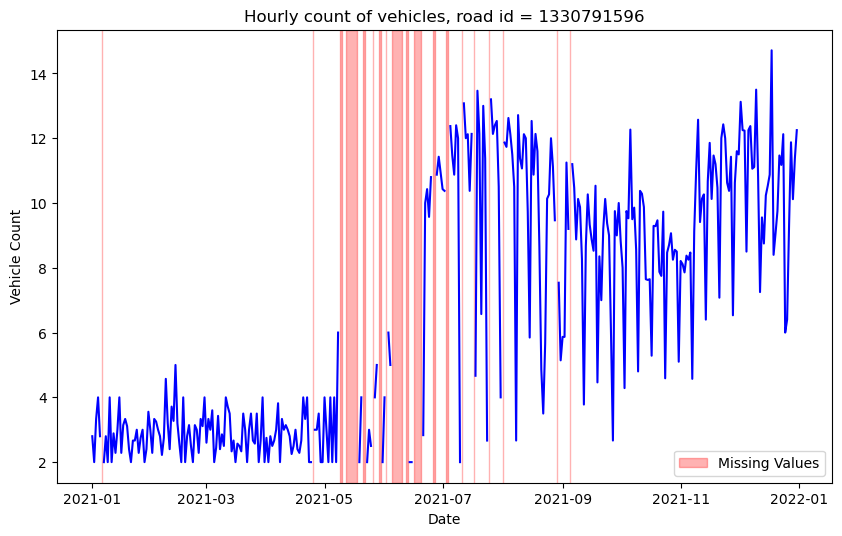 Hourly count of vehicles, road id = 1330791596
Vehicle Count
14
12
10
8
6
4
2
Missing Values
2021-01 2021-03 2021-05 2021-07 2021-09 2021-11 2022-01
Date